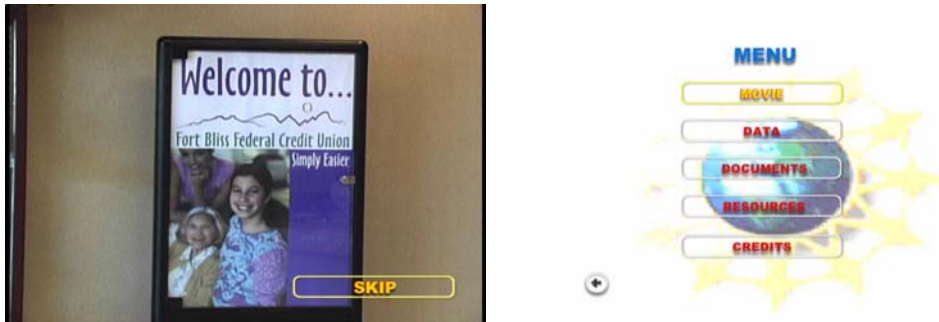 Welcome to...
Fort Bliss Federal Credit Union
Simply Easier
SKIP
MENU
MOVIE
DATA
DOCUMENTS
RESOURCES
CREDITS